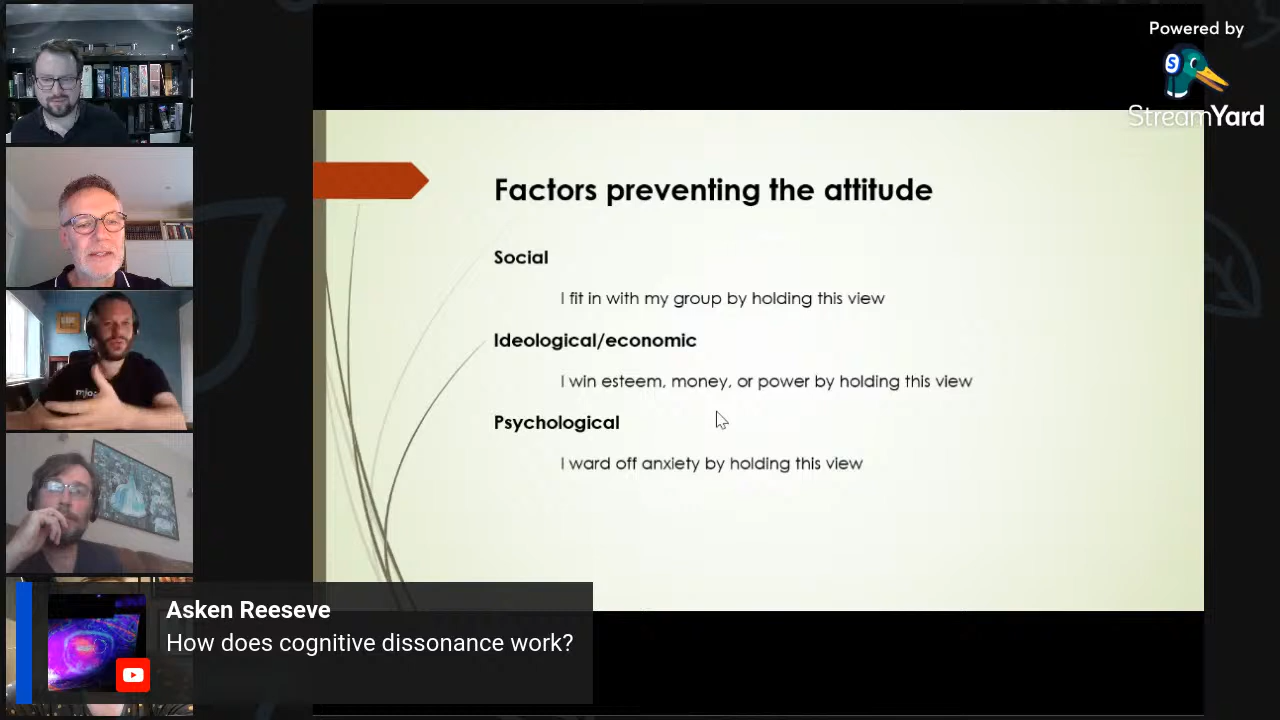 Powered by
StreamYard
Factors preventing the attitude
Social
I fit in with my group by holding this view
Ideological/economic
I win esteem, money, or power by holding this view
Psychological
I ward off anxiety by holding this view
Asken Reeseve
How does cognitive dissonance work?